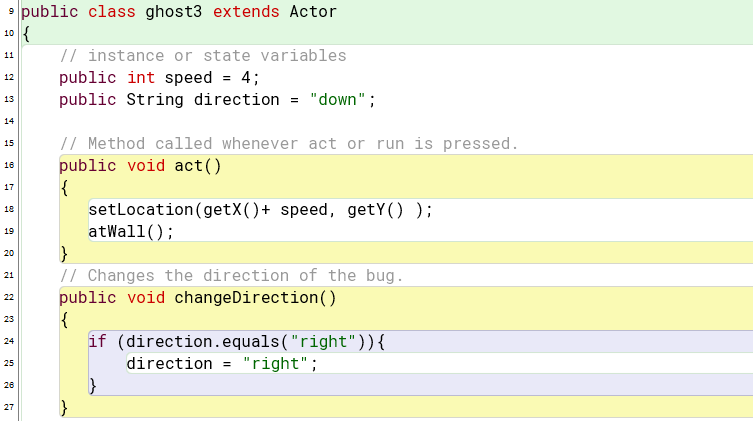 9 public class ghost3 extends Actor
10 {
11 // instance or state variables
12 public int speed = 4;
13 public String direction = "down";
14
15 // Method called whenever act or run is pressed.
16 public void act()
17 {
18 setLocation(getX()+ speed, getY() );
19 atWall();
20 }
21 // Changes the direction of the bug.
22 public void changeDirection()
23 {
24 if (direction.equals("right")){
25 direction = "right";
26 }
27 }